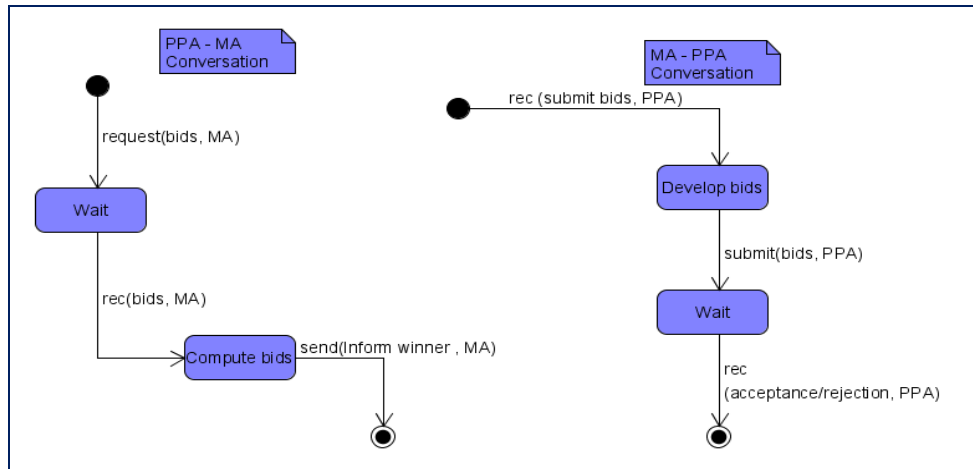 PPA - MA
Conversation
request(bids, MA)
Wait
rec(bids, MA)
Compute bids
send(Inform winner , MA)
MA - PPA
Conversation
rec (submit bids, PPA)
Develop bids
submit(bids, PPA)
Wait
rec
(acceptance/rejection, PPA)